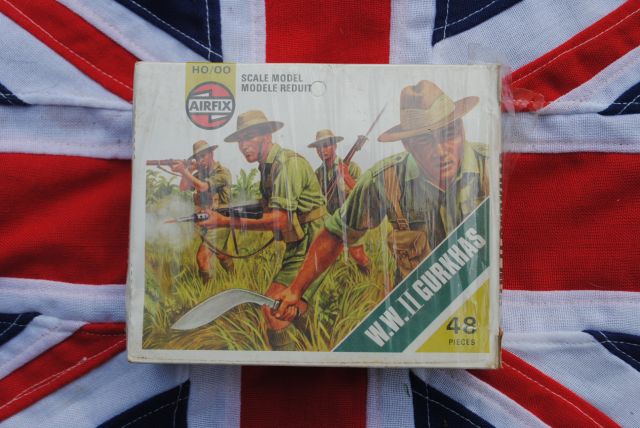 HO/OO
SCALE MODEL
MODELE REDUIT
AIRFIX
W.W.II GURKHAS
48
PIECES